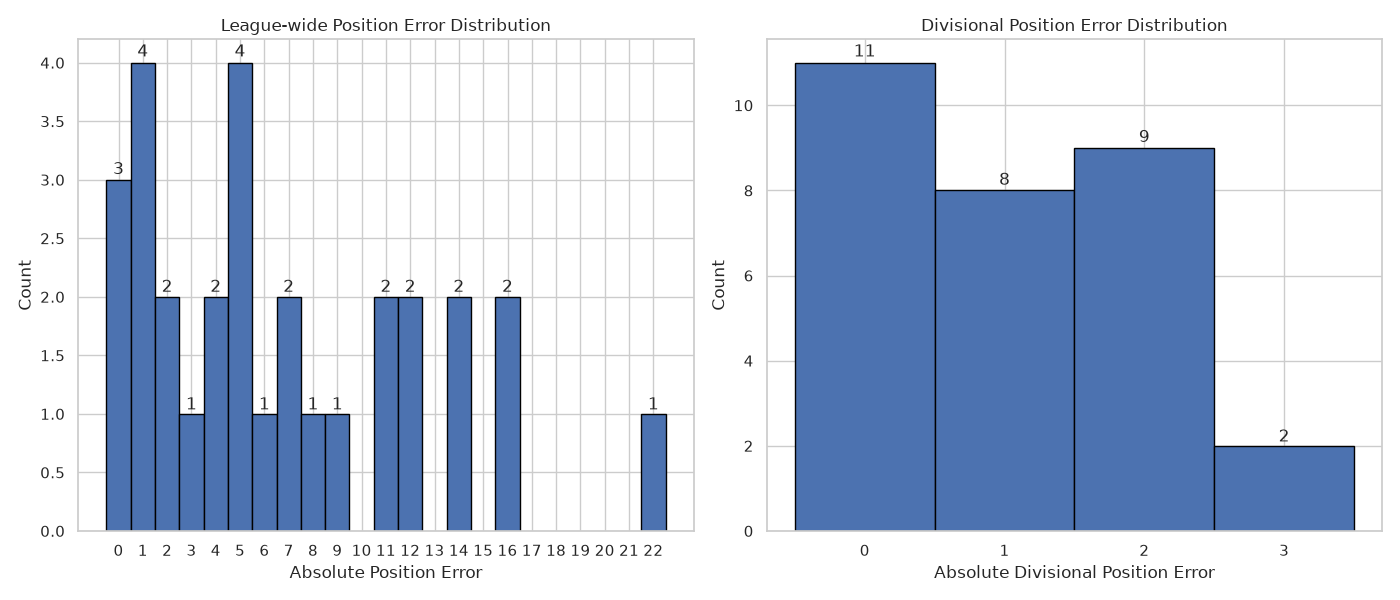 League-wide Position Error Distribution
4 4
3
2 2 2 2 2 2 2
1 1 1 1 1
4.0
3.5
3.0
2.5
2.0
1.5
1.0
0.5
0.0
Count
0 1 2 3 4 5 6 7 8 9 10 11 12 13 14 15 16 17 18 19 20 21 22
Absolute Position Error
Divisional Position Error Distribution
11
9
8
2
10
8
6
4
2
0
Count
0 1 2 3
Absolute Divisional Position Error